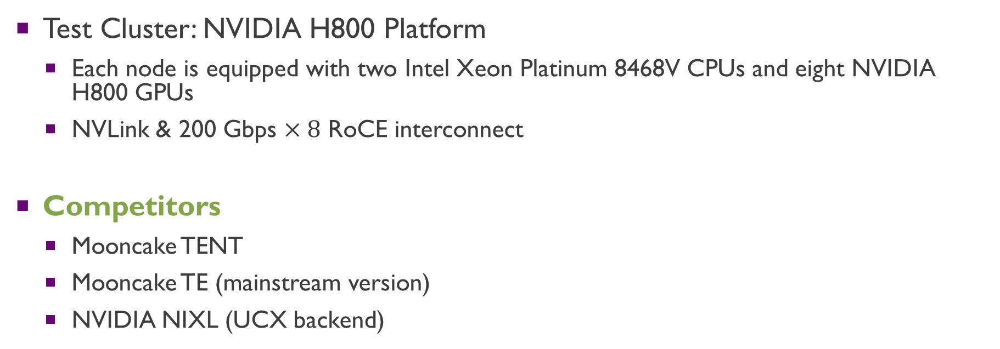 Test Cluster: NVIDIA H800 Platform
Each node is equipped with two Intel Xeon Platinum 8468V CPUs and eight NVIDIA
H800 GPUs
NVLink & 200 Gbps × 8 RoCE interconnect
Competitors
Mooncake TENT
Mooncake TE (mainstream version)
NVIDIA NIXL (UCX backend)